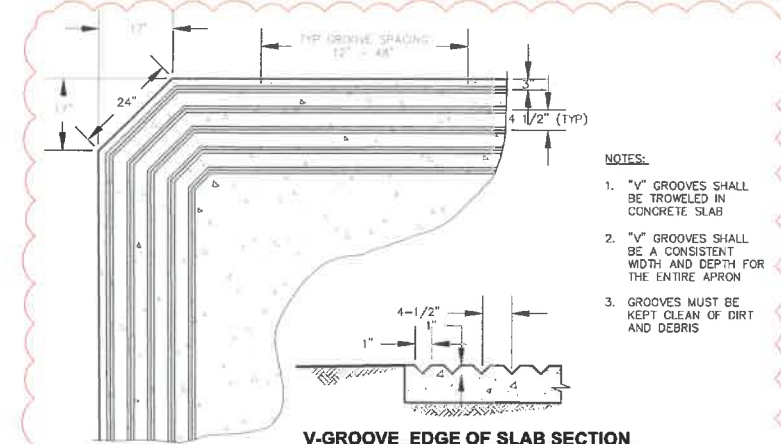 17"
TYP GROOVE SPACING
12" - 48"
17"
24"
3"
4 1/2" (TYP)
NOTES:
1. "V" GROOVES SHALL
BE TROWELED IN
CONCRETE SLAB
2. "V" GROOVES SHALL
BE A CONSISTENT
WIDTH AND DEPTH FOR
THE ENTIRE APRON
3. GROOVES MUST BE
KEPT CLEAN OF DIRT
AND DEBRIS
4-1/2"
1"
1"
V-GROOVE EDGE OF SLAB SECTION